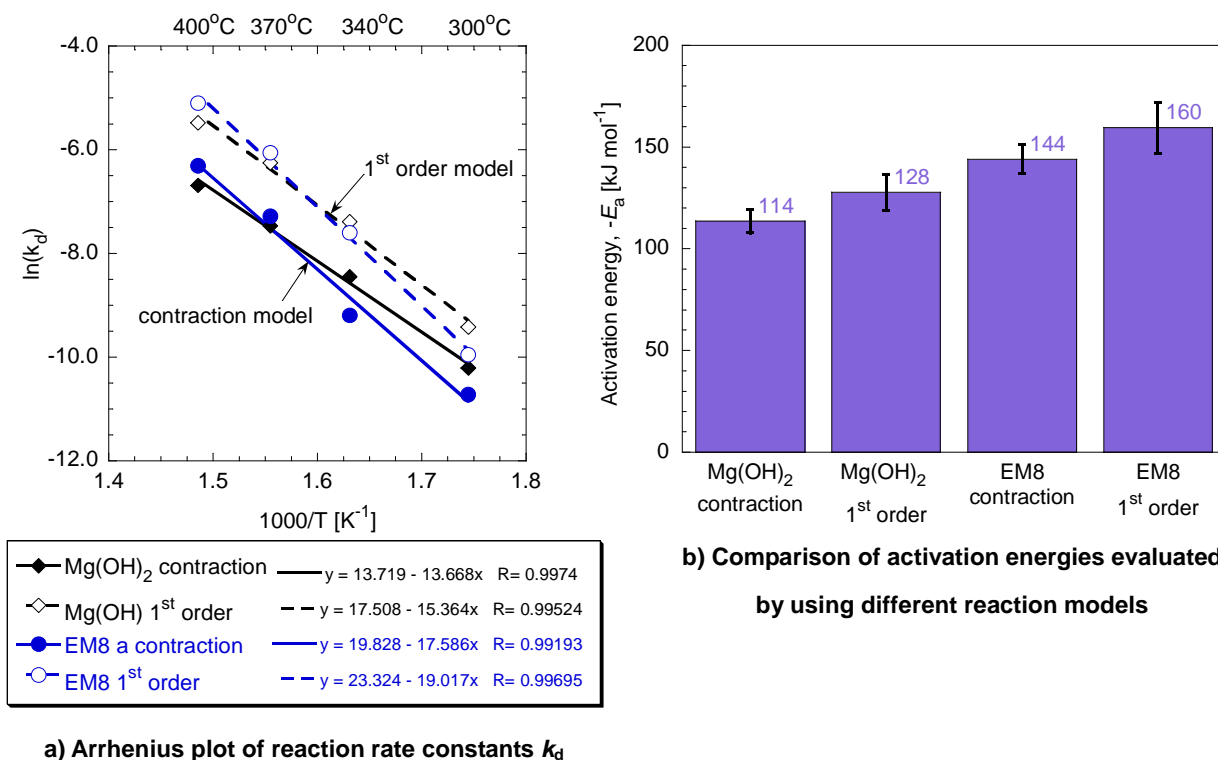 400°C 370°C 340°C 300°C
-4.0
-6.0
-8.0
-10.0
-12.0
ln(k_d)
1st order model
contraction model
1.4 1.5 1.6 1.7 1.8
1000/T [K⁻¹]
Mg(OH)₂ contraction y = 13.719 - 13.668x R= 0.9974
Mg(OH) 1st order y = 17.508 - 15.364x R= 0.99524
EM8 a contraction y = 19.828 - 17.586x R= 0.99193
EM8 1st order y = 23.324 - 19.017x R= 0.99695
a) Arrhenius plot of reaction rate constants k_d
200
150
100
50
0
Activation energy, -Eₐ [kJ mol⁻¹]
114
128
144
160
Mg(OH)₂
contraction
Mg(OH)₂
1st order
EM8
contraction
EM8
1st order
b) Comparison of activation energies evaluated
by using different reaction models